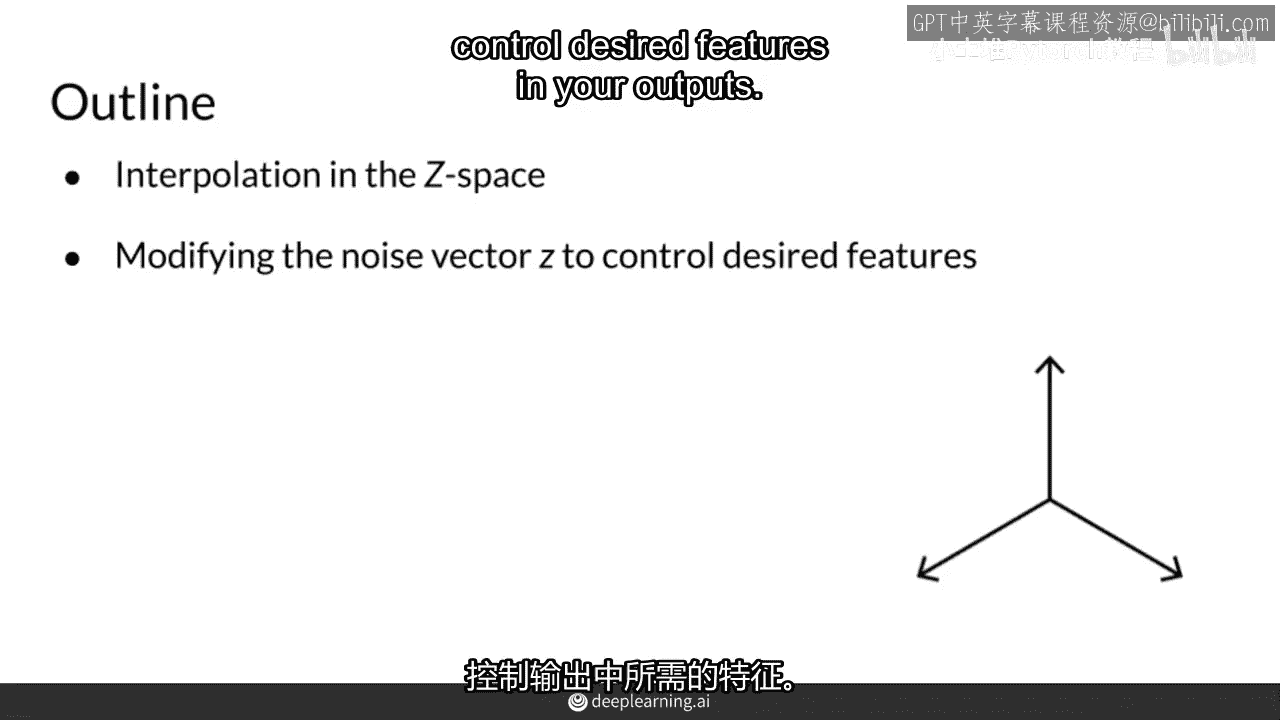 GPT中英字幕课程资源@bilibili.com
control desired features
in your outputs.
Outline
• Interpolation in the Z-space
• Modifying the noise vector z to control desired features
控制输出中所需的特征。
deeplearning.ai